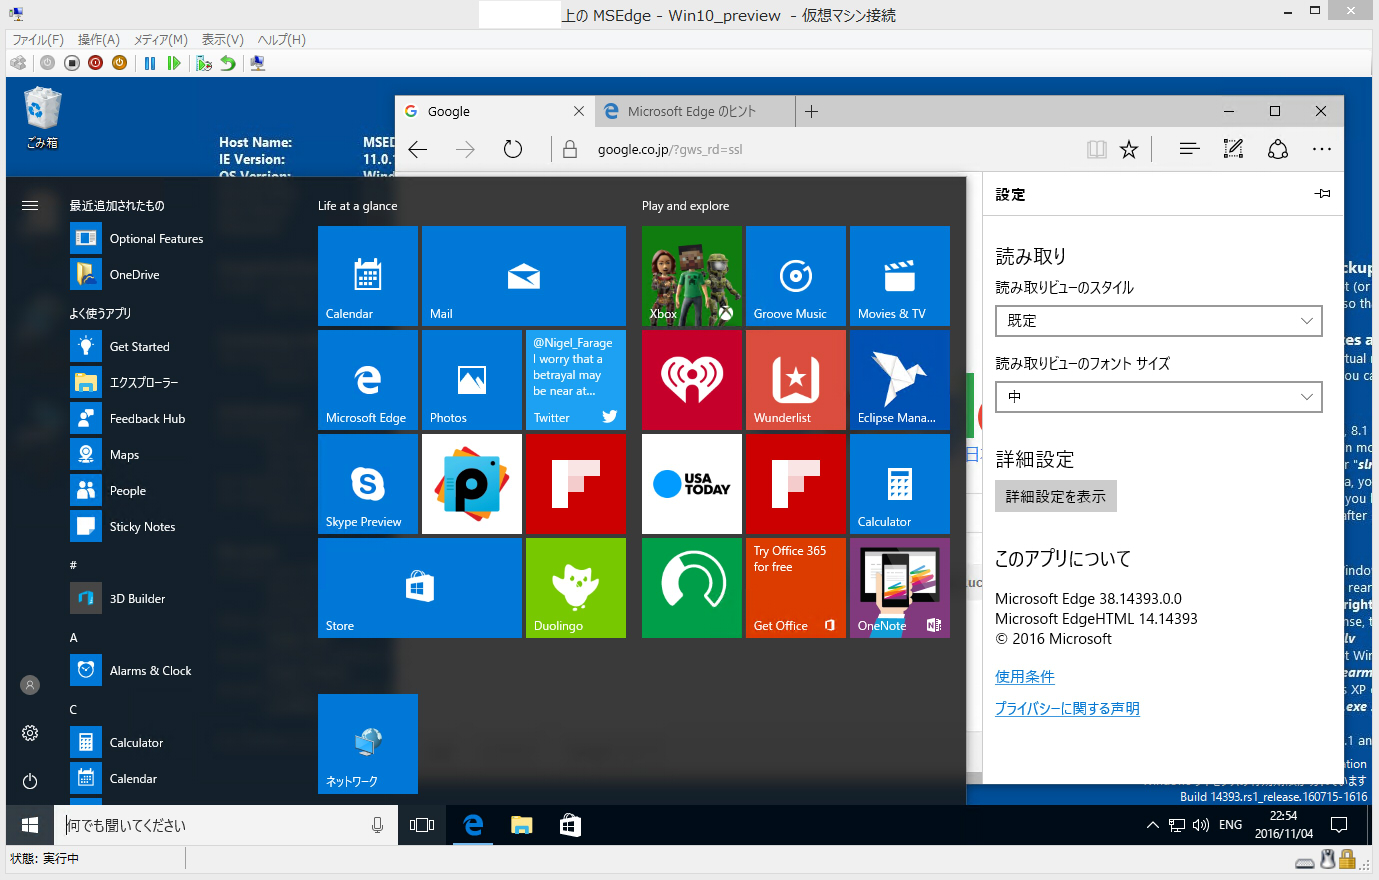 上の MSEdge - Win10_preview - 仮想マシン接続
ファイル(F) 操作(A) メディア(M) 表示(V) ヘルプ(H)
ごみ箱
Host Name: MSED
IE Version: 11.0.
OS Version: Wind
Google
Microsoft Edge のヒント
google.co.jp/?gws_rd=ssl
最近追加されたもの
Optional Features
OneDrive
よく使うアプリ
Get Started
エクスプローラー
Feedback Hub
Maps
People
Sticky Notes
#
3D Builder
A
Alarms & Clock
C
Calculator
Calendar
Life at a glance
Calendar
Mail
Microsoft Edge
Photos
@Nigel_Farage
I worry that a
betrayal may
be near at...
Twitter
Skype Preview
Store
Duolingo
ネットワーク
Play and explore
Xbox
Groove Music
Movies & TV
Wunderlist
Eclipse Mana...
USA
TODAY
Calculator
Try Office 365
for free
Get Office
OneNote
設定
読み取り
読み取りビューのスタイル
既定
読み取りビューのフォント サイズ
中
詳細設定
詳細設定を表示
このアプリについて
Microsoft Edge 38.14393.0.0
Microsoft EdgeHTML 14.14393
© 2016 Microsoft
使用条件
プライバシーに関する声明
Build 14393.rs1_release.160715-1616
何でも聞いてください
ENG
22:54
2016/11/04
状態: 実行中